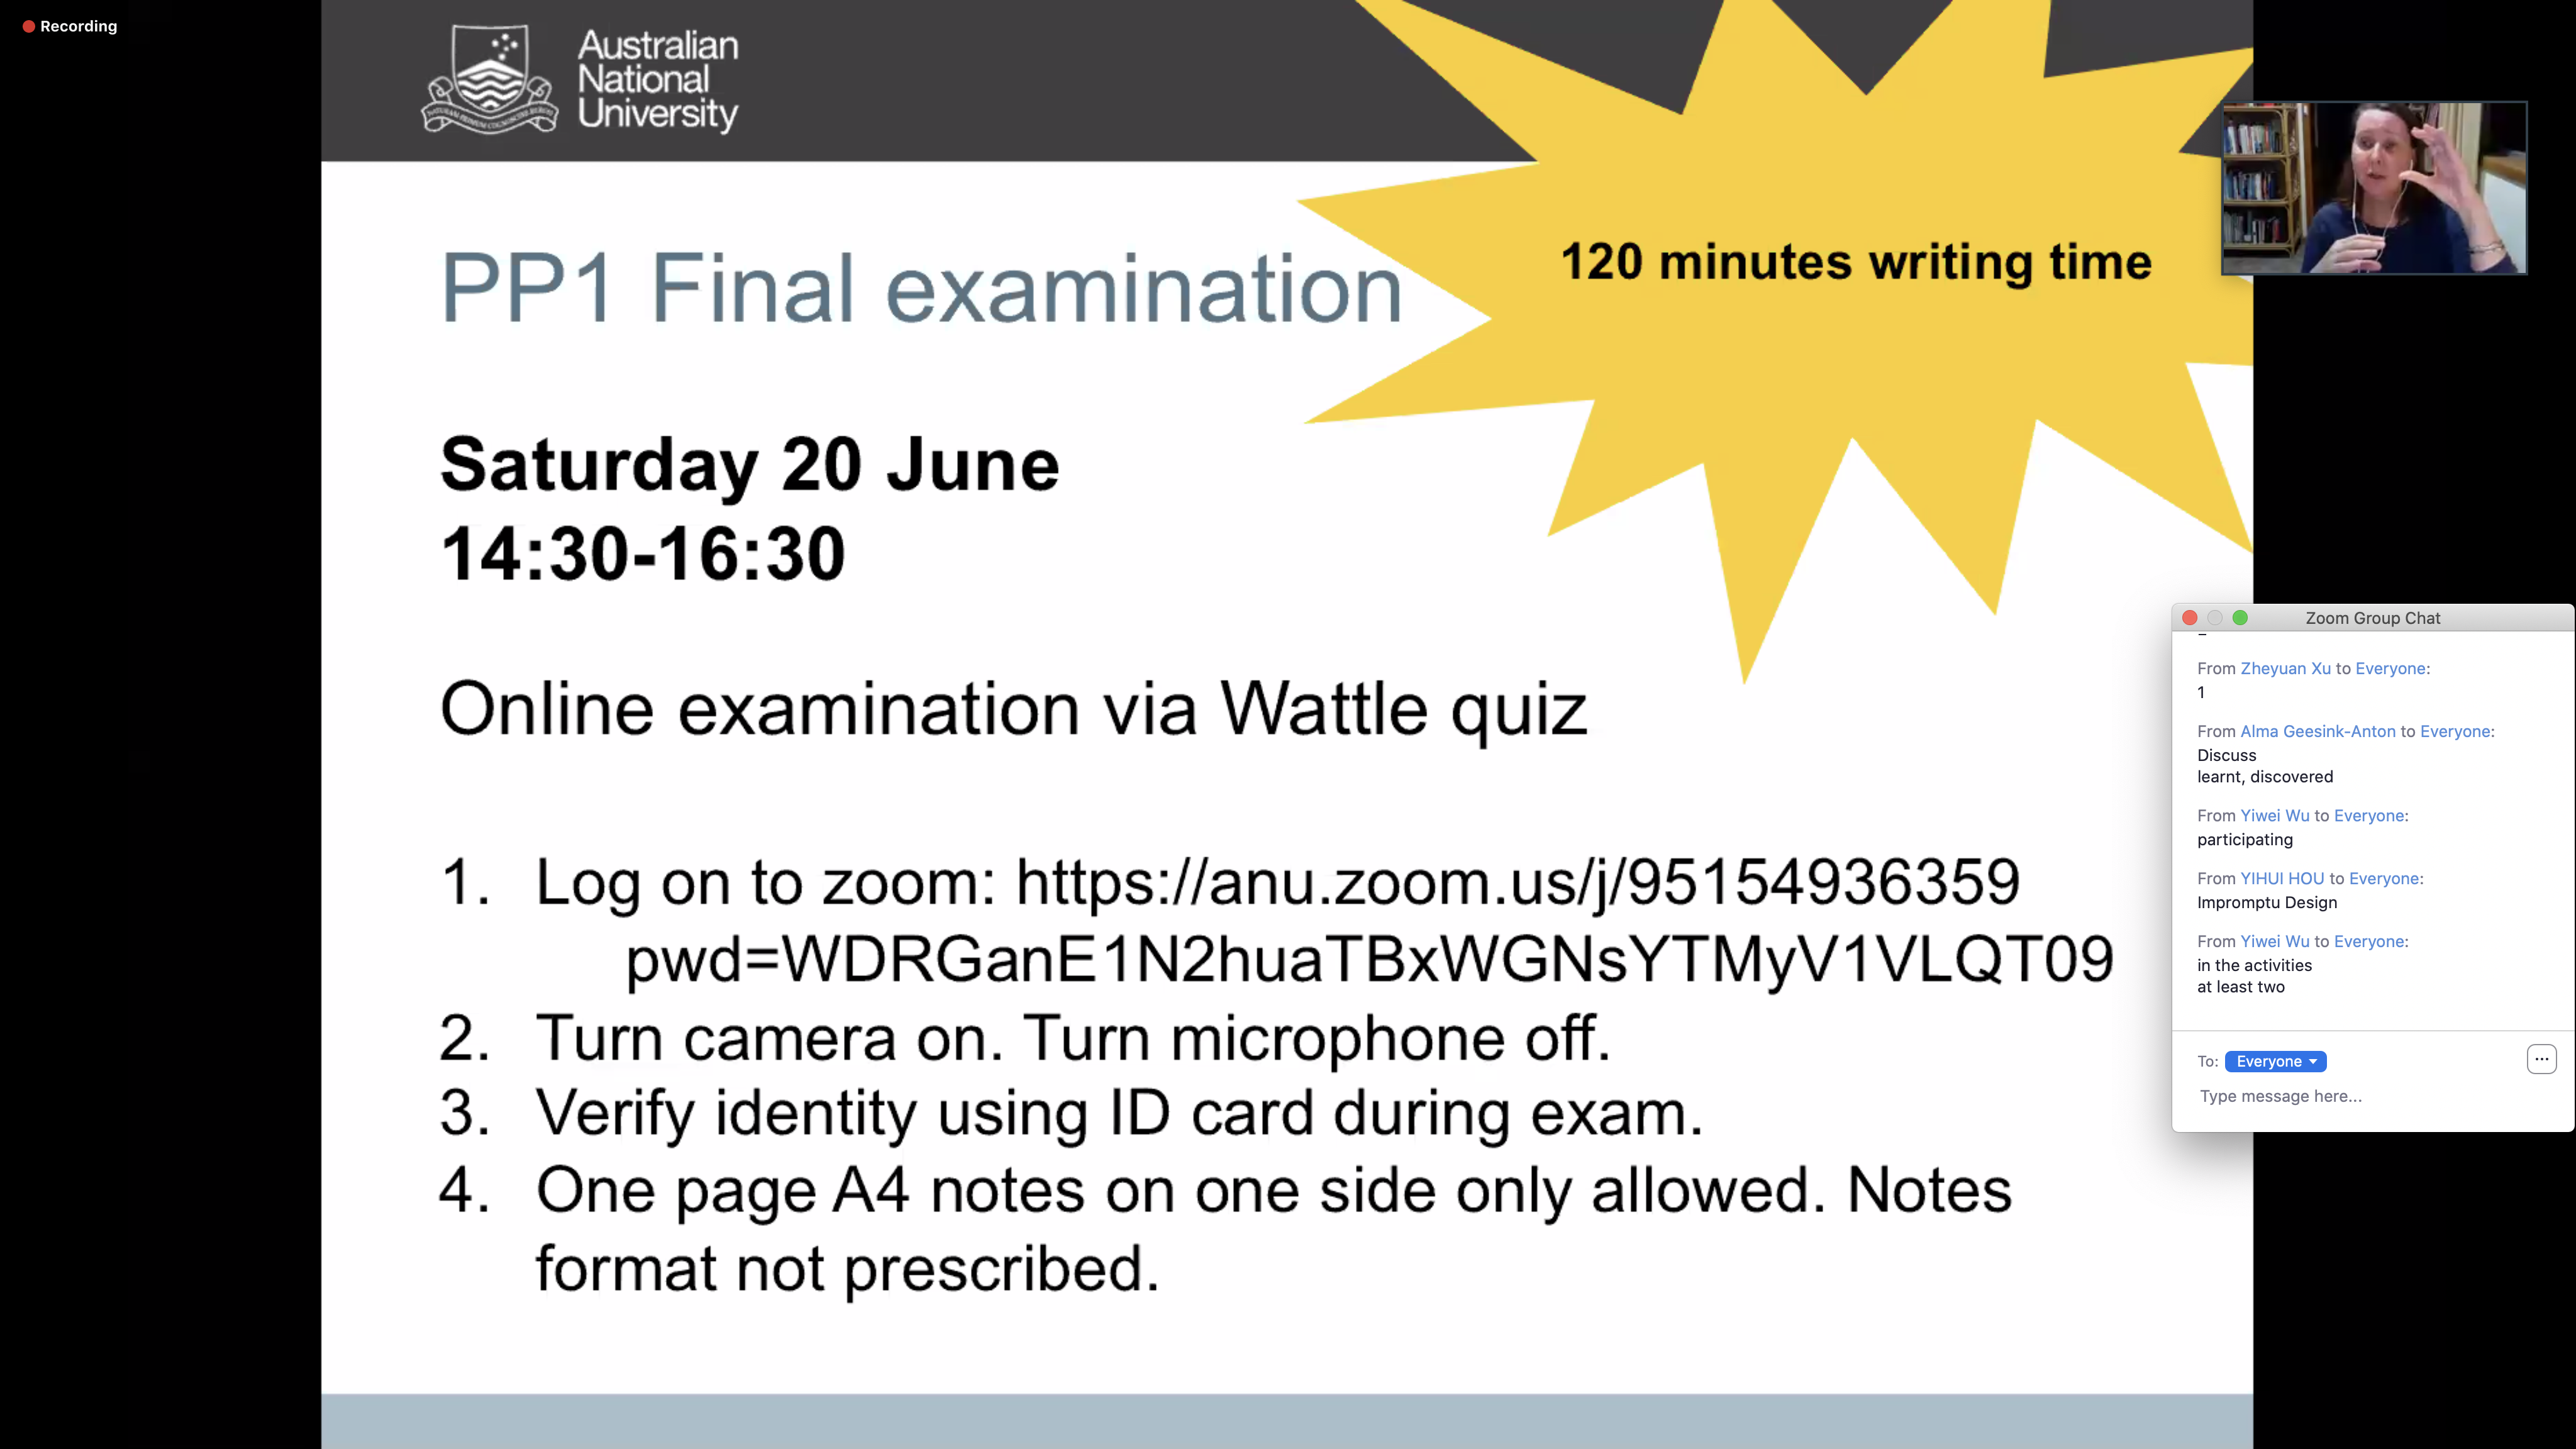 Recording
Australian
National
University
120 minutes writing time
PP1 Final examination
Saturday 20 June
14:30-16:30
Online examination via Wattle quiz
1. Log on to zoom: https://anu.zoom.us/j/95154936359
pwd=WDRGanE1N2huaTBxWGNsYTMyV1VLQT09
2. Turn camera on. Turn microphone off.
3. Verify identity using ID card during exam.
4. One page A4 notes on one side only allowed. Notes
format not prescribed.
Zoom Group Chat
From Zheyuan Xu to Everyone:
1
From Alma Geesink-Anton to Everyone:
Discuss
learnt, discovered
From Yiwei Wu to Everyone:
participating
From YIHUI HOU to Everyone:
Impromptu Design
From Yiwei Wu to Everyone:
in the activities
at least two
To: Everyone
Type message here...